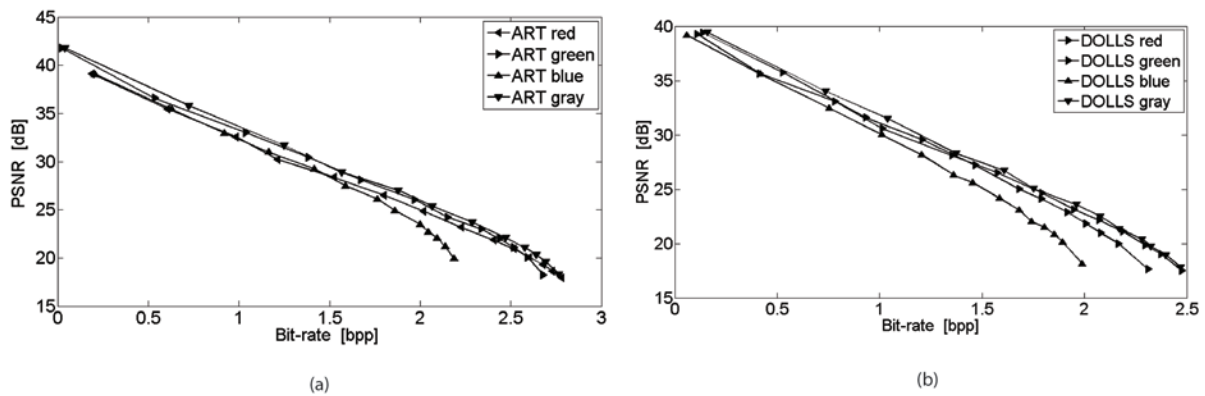 45
40
35
30
25
20
15
PSNR [dB]
0
0.5
1
1.5
2
2.5
3
Bit-rate [bpp]
ART red
ART green
ART blue
ART gray
(a)
40
35
30
25
20
15
PSNR [dB]
0
0.5
1
1.5
2
2.5
Bit-rate [bpp]
DOLLS red
DOLLS green
DOLLS blue
DOLLS gray
(b)